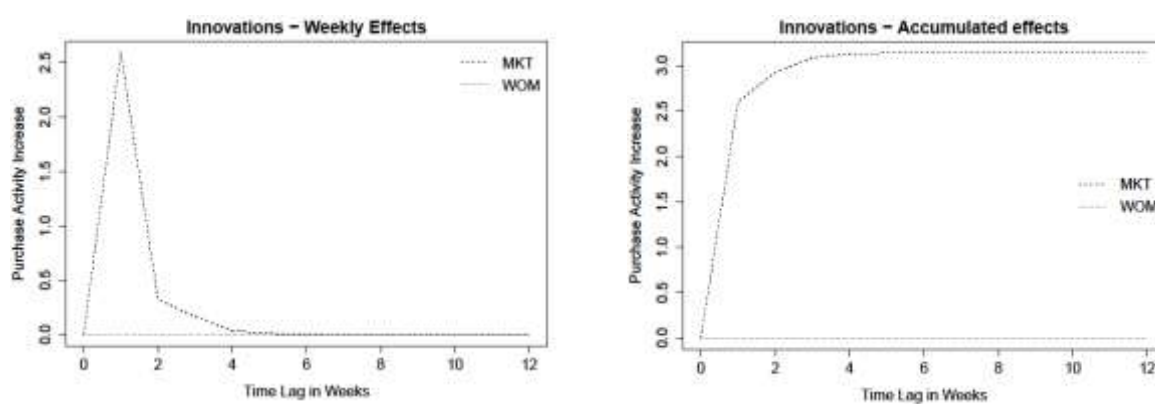 Innovations – Weekly Effects
MKT
WOM
Purchase Activity Increase
2.5
2.0
1.5
1.0
0.5
0.0
0 2 4 6 8 10 12
Time Lag in Weeks
Innovations – Accumulated effects
MKT
WOM
Purchase Activity Increase
3.0
2.5
2.0
1.5
1.0
0.5
0.0
0 2 4 6 8 10 12
Time Lag in Weeks